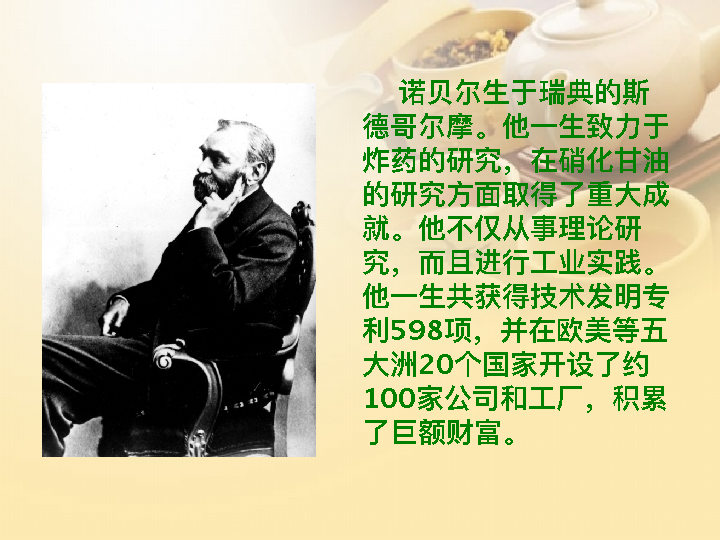 诺贝尔生于瑞典的斯
德哥尔摩。他一生致力于
炸药的研究，在硝化甘油
的研究方面取得了重大成
就。他不仅从事理论研
究，而且进行工业实践。
他一生共获得技术发明专
利598项，并在欧美等五
大洲20个国家开设了约
100家公司和工厂，积累
了巨额财富。